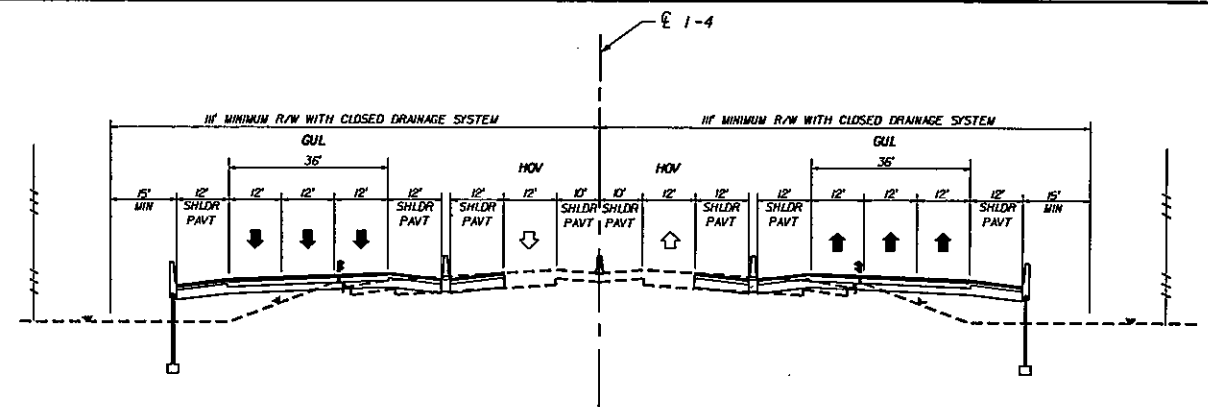 ℄ I-4
111' MINIMUM R/W WITH CLOSED DRAINAGE SYSTEM 111' MINIMUM R/W WITH CLOSED DRAINAGE SYSTEM
GUL GUL
36' HOV HOV 36'
15' 12' 12' 12' 12' 12' 12' 12' 10' 10' 12' 12' 12' 12' 12' 12' 12' 15'
MIN SHLDR SHLDR SHLDR SHLDR SHLDR SHLDR SHLDR SHLDR MIN
PAVT PAVT PAVT PAVT PAVT PAVT PAVT PAVT